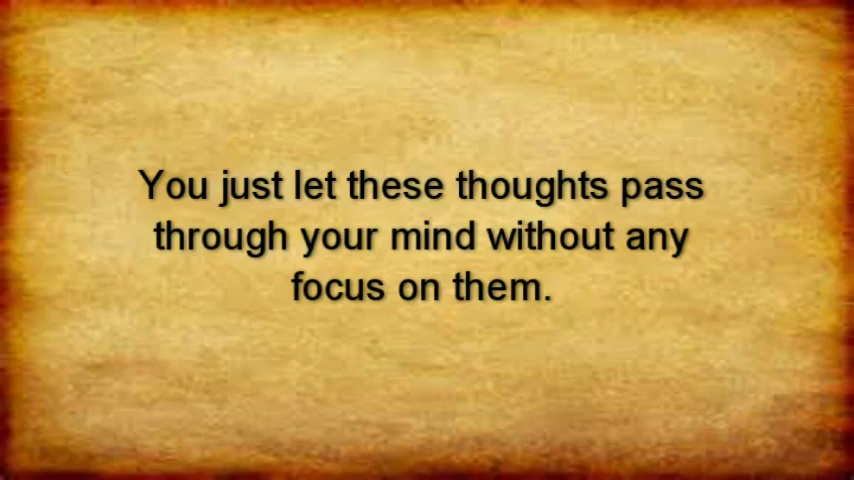 You just let these thoughts pass
through your mind without any
focus on them.